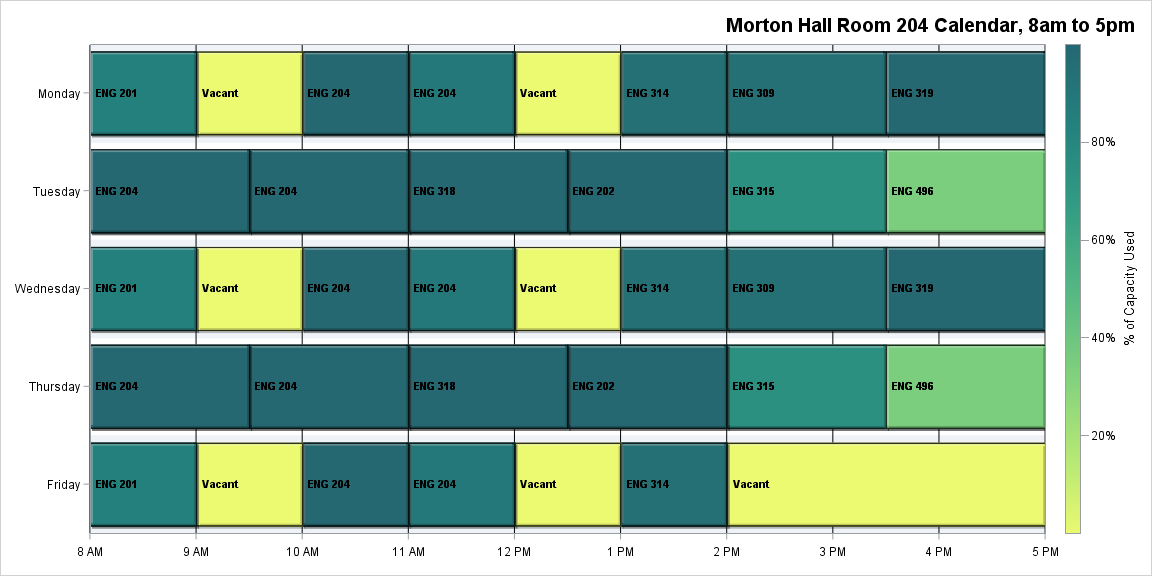 Morton Hall Room 204 Calendar, 8am to 5pm
Monday ENG 201 Vacant ENG 204 ENG 204 Vacant ENG 314 ENG 309 ENG 319
Tuesday ENG 204 ENG 204 ENG 318 ENG 202 ENG 315 ENG 496
Wednesday ENG 201 Vacant ENG 204 ENG 204 Vacant ENG 314 ENG 309 ENG 319
Thursday ENG 204 ENG 204 ENG 318 ENG 202 ENG 315 ENG 496
Friday ENG 201 Vacant ENG 204 ENG 204 Vacant ENG 314 Vacant
8 AM 9 AM 10 AM 11 AM 12 PM 1 PM 2 PM 3 PM 4 PM 5 PM
80%
60%
40%
20%
% of Capacity Used